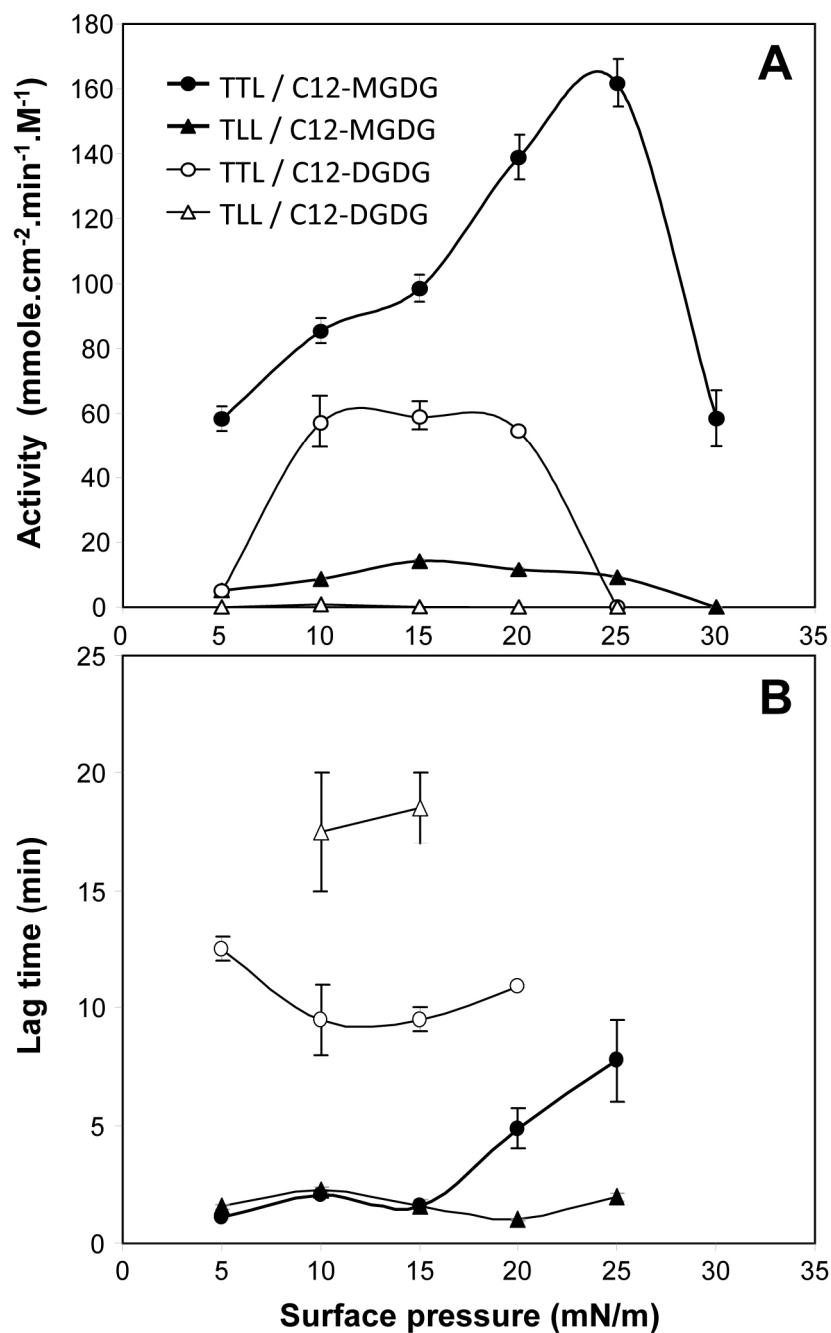 180
160
140
120
100
80
60
40
20
0
Activity (mmole.cm-2.min-1.M-1)
A
TTL / C12-MGDG
TLL / C12-MGDG
TTL / C12-DGDG
TLL / C12-DGDG
0 5 10 15 20 25 30 35
25
20
15
10
5
0
Lag time (min)
B
0 5 10 15 20 25 30 35
Surface pressure (mN/m)